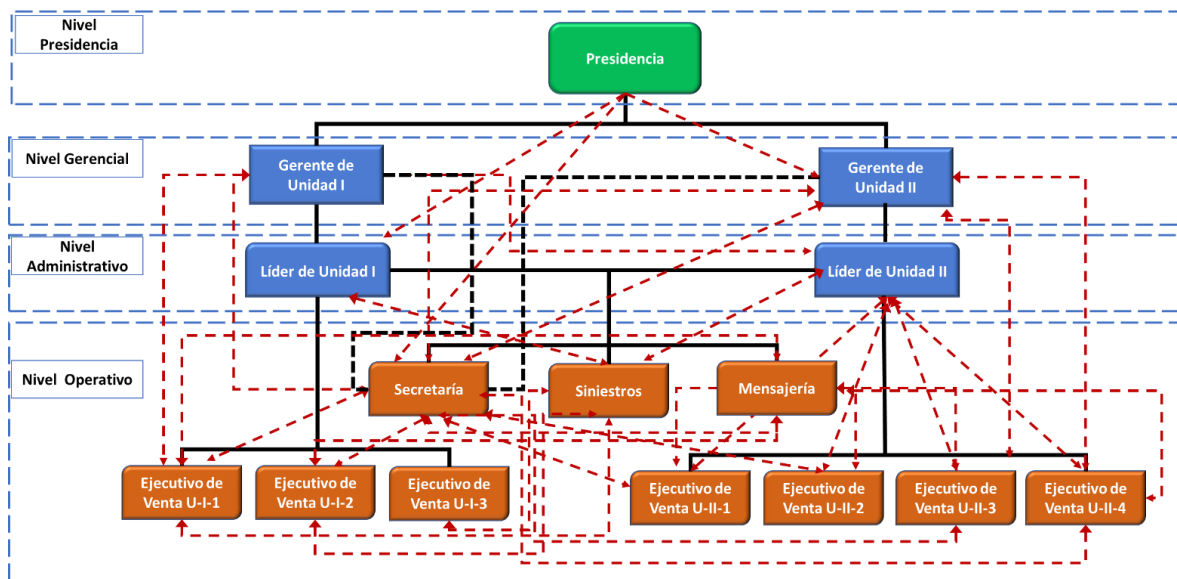 Nivel
Presidencia
Presidencia
Nivel Gerencial
Gerente de
Unidad I
Gerente de
Unidad II
Nivel
Administrativo
Líder de Unidad I
Líder de Unidad II
Nivel  Operativo
Secretaría
Siniestros
Mensajería
Ejecutivo de
Venta U-I-1
Ejecutivo de
Venta U-I-2
Ejecutivo de
Venta U-I-3
Ejecutivo de
Venta U-II-1
Ejecutivo de
Venta U-II-2
Ejecutivo de
Venta U-II-3
Ejecutivo de
Venta U-II-4